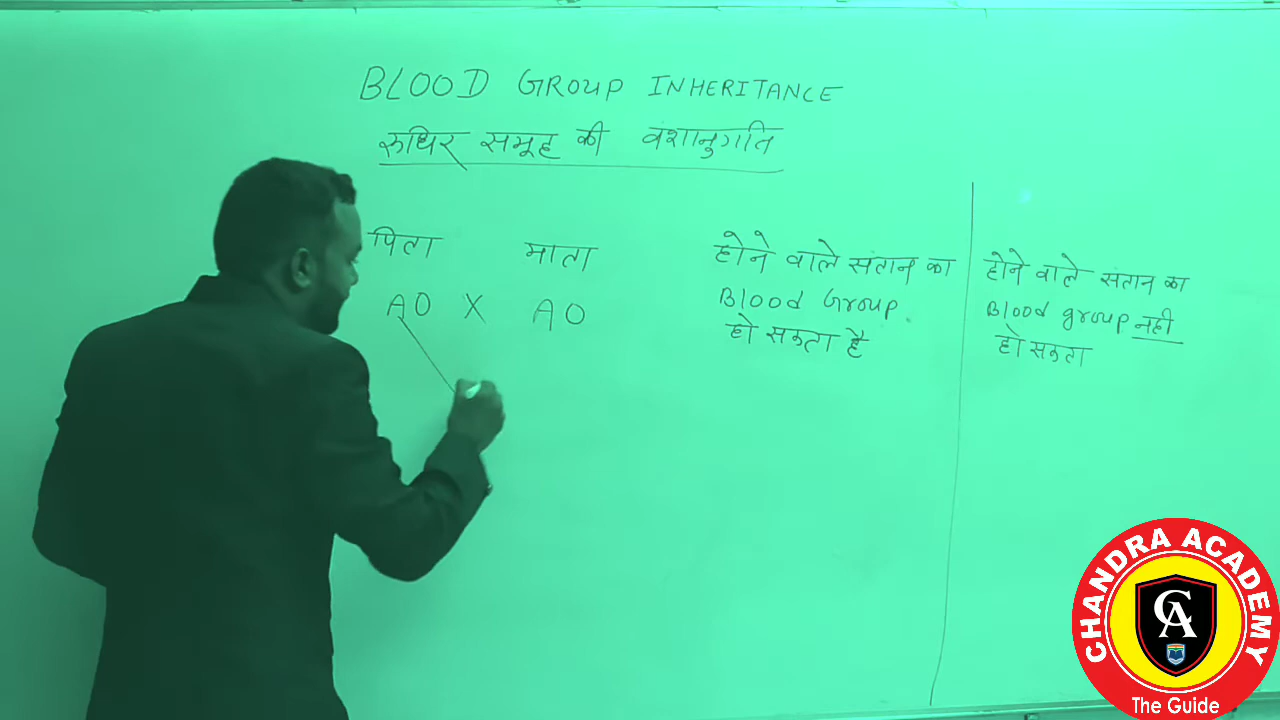 BLOOD GROUP INHERITANCE
रुधिर समूह की वंशानुगति
पिता माता
AO X AO
होने वाले संतान का
Blood Group
हो सकता है
होने वाले संतान का
Blood group नही
हो सकता
CHANDRA ACADEMY
CA
The Guide